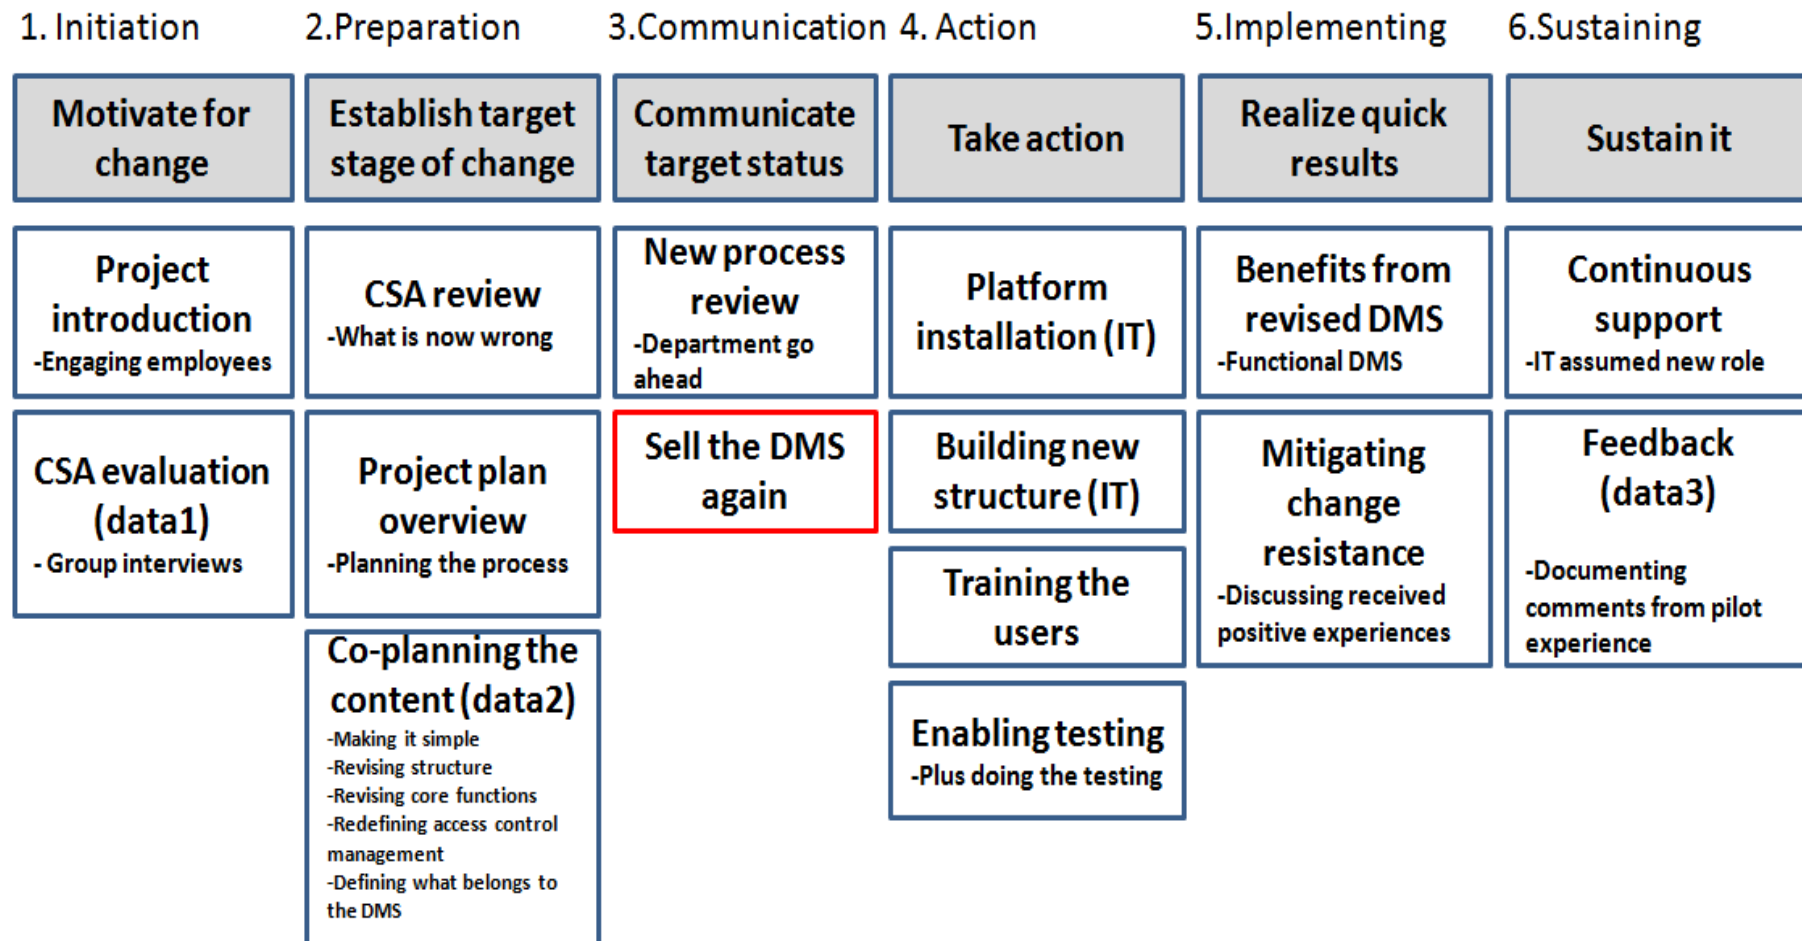 1. Initiation
2.Preparation
3.Communication
4. Action
5.Implementing
6.Sustaining
Motivate for
change
Establish target
stage of change
Communicate
target status
Take action
Realize quick
results
Sustain it
Project
introduction
-Engaging employees
CSA review
-What is now wrong
New process
review
-Department go
ahead
Platform
installation (IT)
Benefits from
revised DMS
-Functional DMS
Continuous
support
-IT assumed new role
CSA evaluation
(data1)
- Group interviews
Project plan
overview
-Planning the process
Sell the DMS
again
Building new
structure (IT)
Mitigating
change
resistance
-Discussing received
positive experiences
Feedback
(data3)
-Documenting
comments from pilot
experience
Training the
users
Co-planning the
content (data2)
-Making it simple
-Revising structure
-Revising core functions
-Redefining access control
management
-Defining what belongs to
the DMS
Enabling testing
-Plus doing the testing